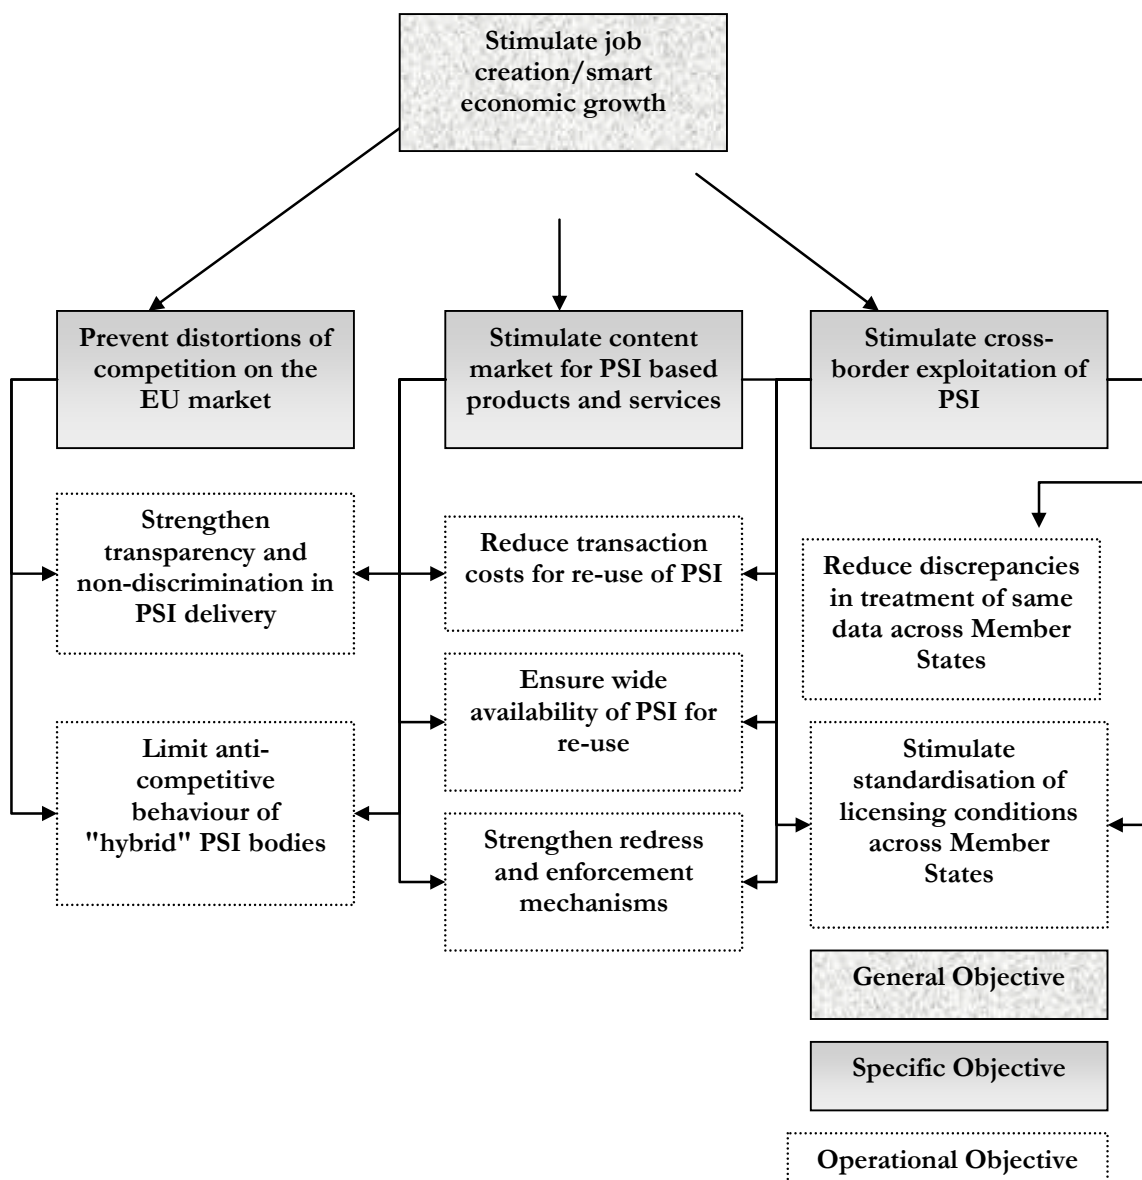 Stimulate job
creation/smart
economic growth
Prevent distortions of
competition on the
EU market
Stimulate content
market for PSI based
products and services
Stimulate cross-
border exploitation of
PSI
Strengthen
transparency and
non-discrimination in
PSI delivery
Reduce transaction
costs for re-use of PSI
Reduce discrepancies
in treatment of same
data across Member
States
Ensure wide
availability of PSI for
re-use
Limit anti-
competitive
behaviour of
"hybrid" PSI bodies
Stimulate
standardisation of
licensing conditions
across Member
States
Strengthen redress
and enforcement
mechanisms
General Objective
Specific Objective
Operational Objective